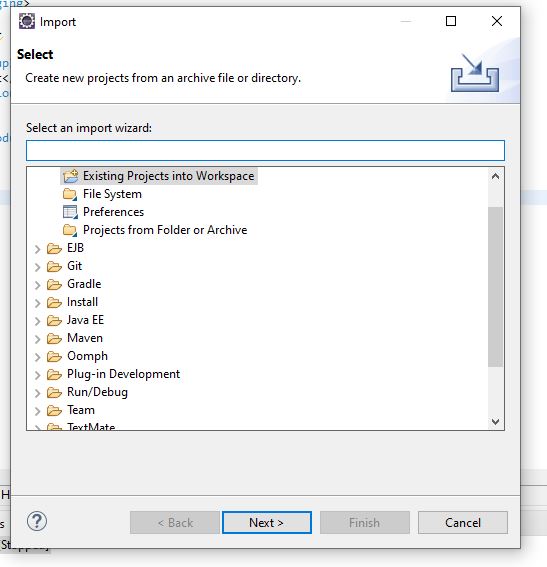 ging>
Import
Select
Create new projects from an archive file or directory.
Select an import wizard:
Existing Projects into Workspace
File System
Preferences
Projects from Folder or Archive
EJB
Git
Gradle
Install
Java EE
Maven
Oomph
Plug-in Development
Run/Debug
Team
TextMate
< Back
Next >
Finish
Cancel